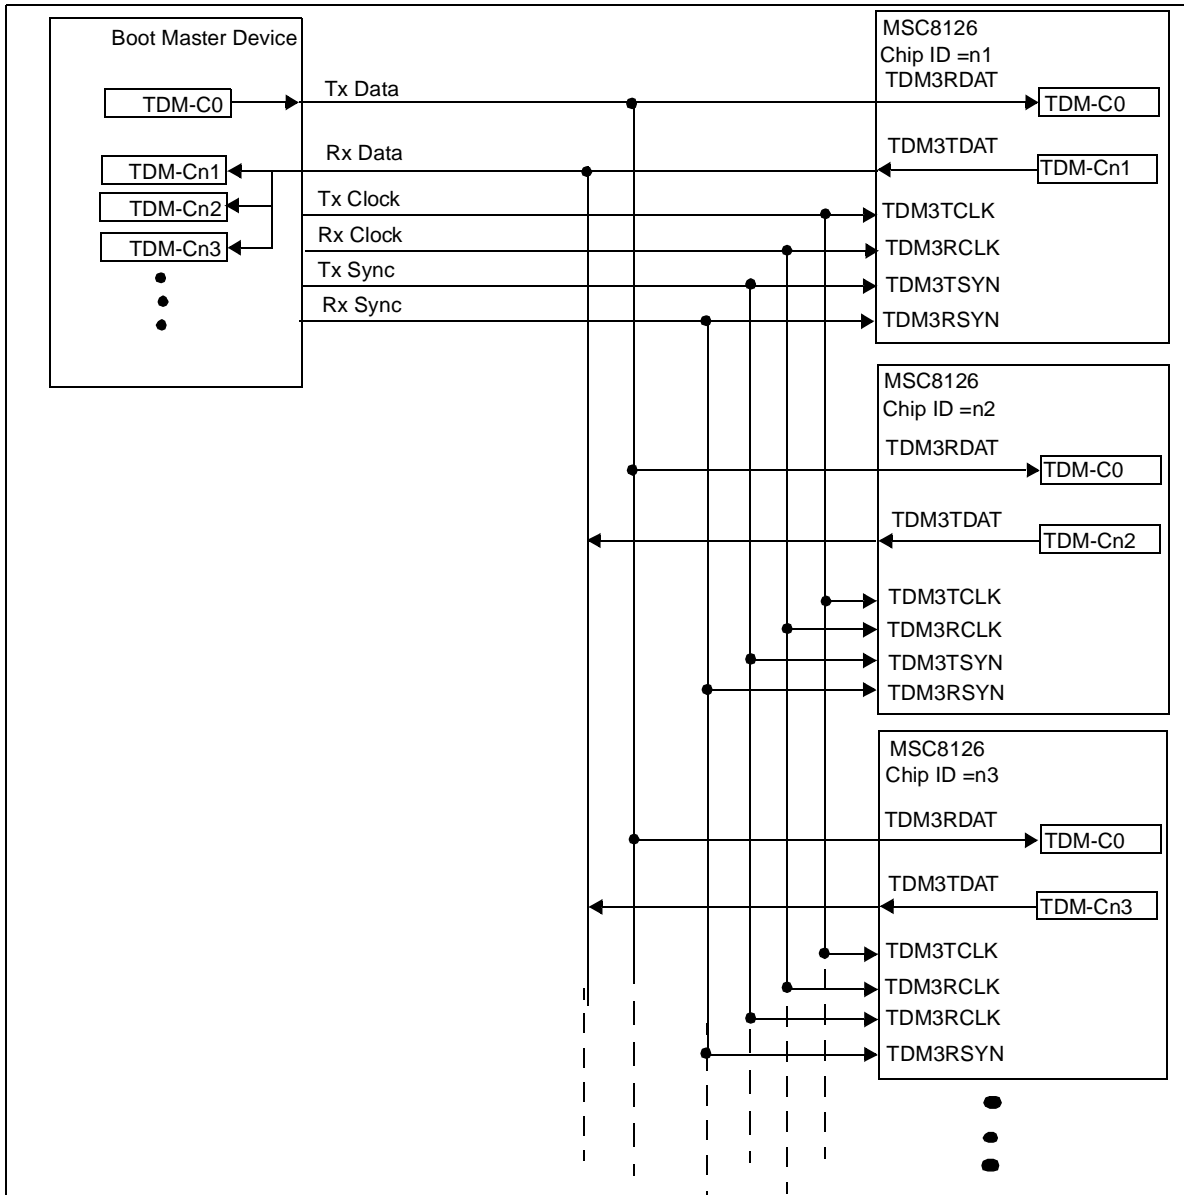 Boot Master Device
TDM-C0
TDM-Cn1
TDM-Cn2
TDM-Cn3
Tx Data
Rx Data
Tx Clock
Rx Clock
Tx Sync
Rx Sync
MSC8126
Chip ID =n1
TDM3RDAT
TDM-C0
TDM3TDAT
TDM-Cn1
TDM3TCLK
TDM3RCLK
TDM3TSYN
TDM3RSYN
MSC8126
Chip ID =n2
TDM3RDAT
TDM-C0
TDM3TDAT
TDM-Cn2
TDM3TCLK
TDM3RCLK
TDM3TSYN
TDM3RSYN
MSC8126
Chip ID =n3
TDM3RDAT
TDM-C0
TDM3TDAT
TDM-Cn3
TDM3TCLK
TDM3RCLK
TDM3RCLK
TDM3RSYN